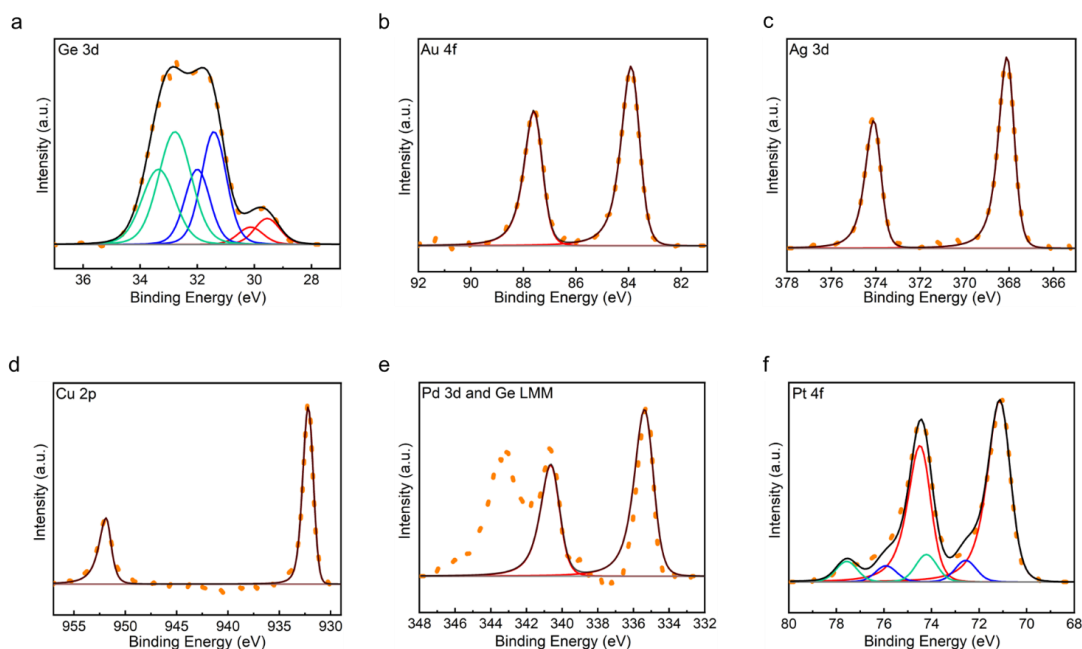 a
b
c
Ge 3d
Au 4f
Ag 3d
Intensity (a.u.)
Intensity (a.u.)
Intensity (a.u.)
36 34 32 30 28
92 90 88 86 84 82
378 376 374 372 370 368 366
Binding Energy (eV)
Binding Energy (eV)
Binding Energy (eV)
d
e
f
Cu 2p
Pd 3d and Ge LMM
Pt 4f
Intensity (a.u.)
Intensity (a.u.)
Intensity (a.u.)
955 950 945 940 935 930
348 346 344 342 340 338 336 334 332
80 78 76 74 72 70 68
Binding Energy (eV)
Binding Energy (eV)
Binding Energy (eV)